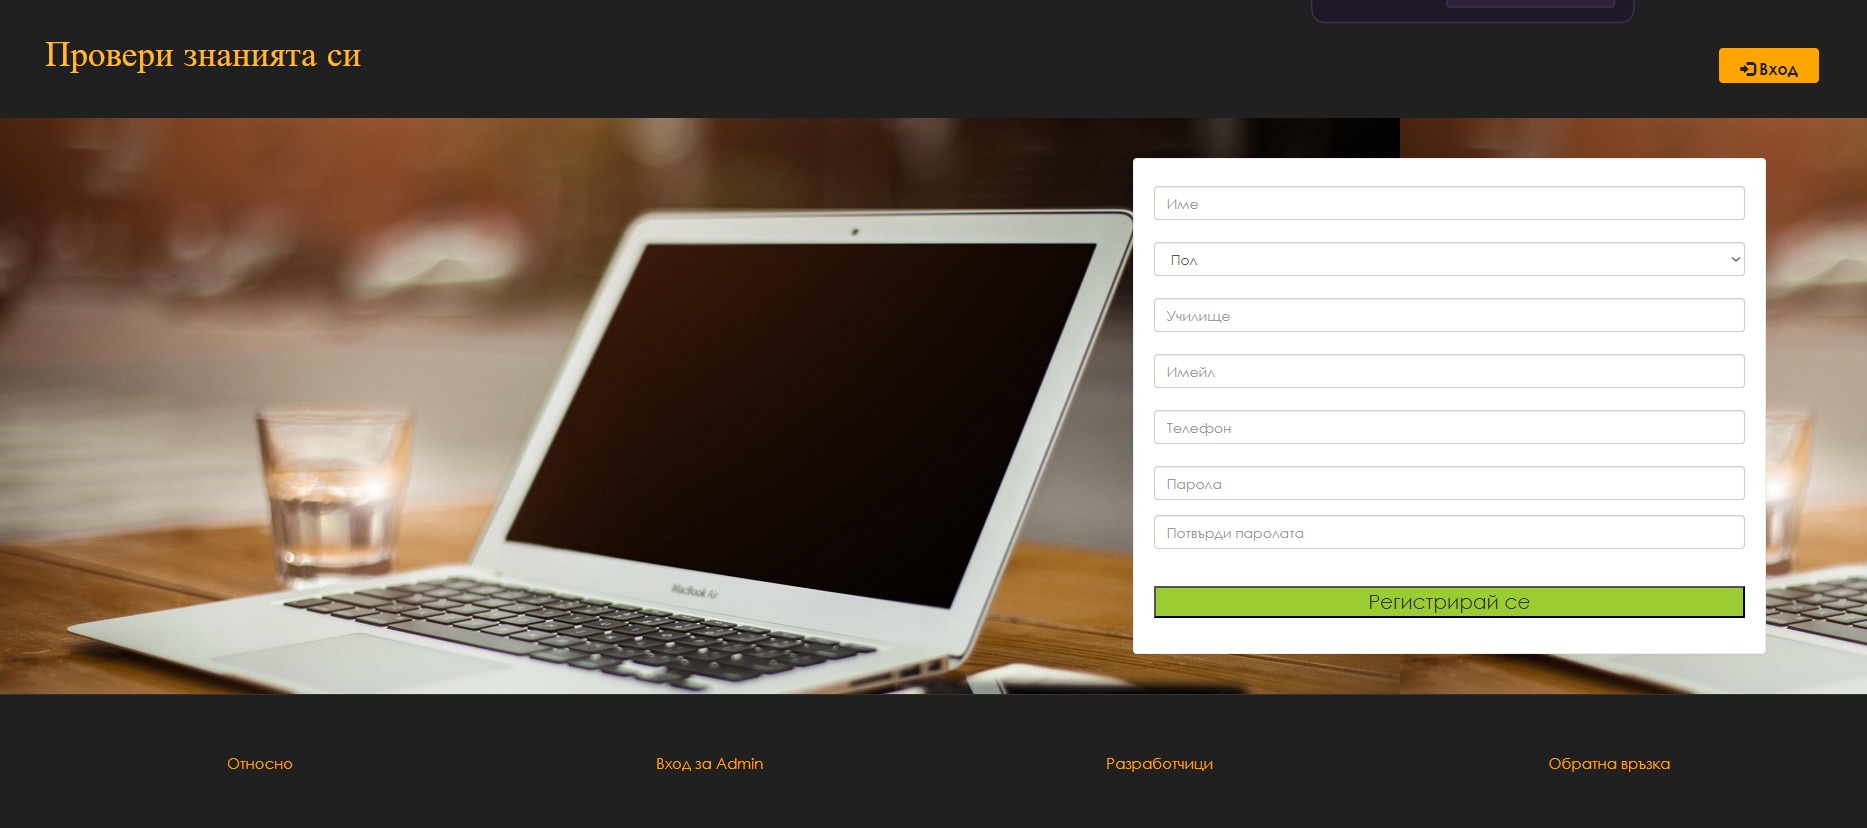 Провери знанията си
Вход
Име
Пол
Училище
Имейл
Телефон
Парола
Потвърди паролата
Регистрирай се
MacBook Air
Относно
Вход за Admin
Разработчици
Обратна връзка